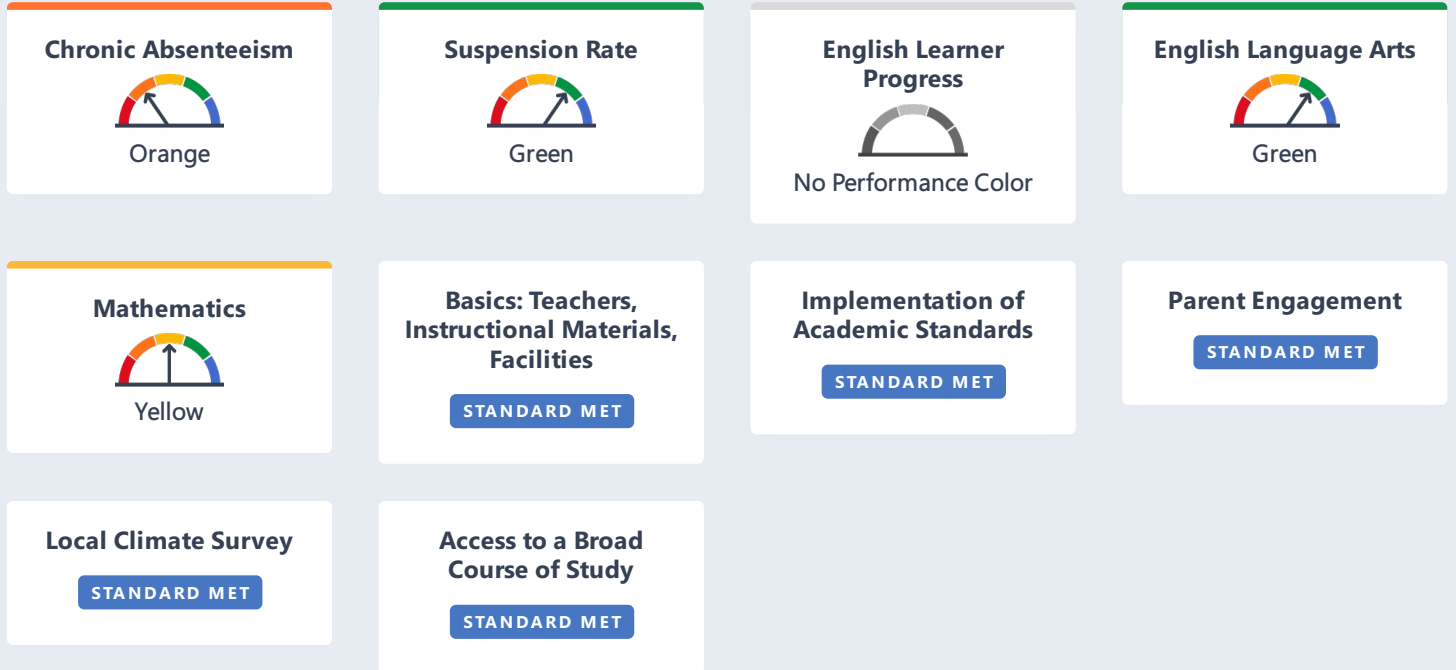 Chronic Absenteeism
Orange
Suspension Rate
Green
English Learner
Progress
No Performance Color
English Language Arts
Green
Mathematics
Yellow
Basics: Teachers,
Instructional Materials,
Facilities
STANDARD MET
Implementation of
Academic Standards
STANDARD MET
Parent Engagement
STANDARD MET
Local Climate Survey
STANDARD MET
Access to a Broad
Course of Study
STANDARD MET